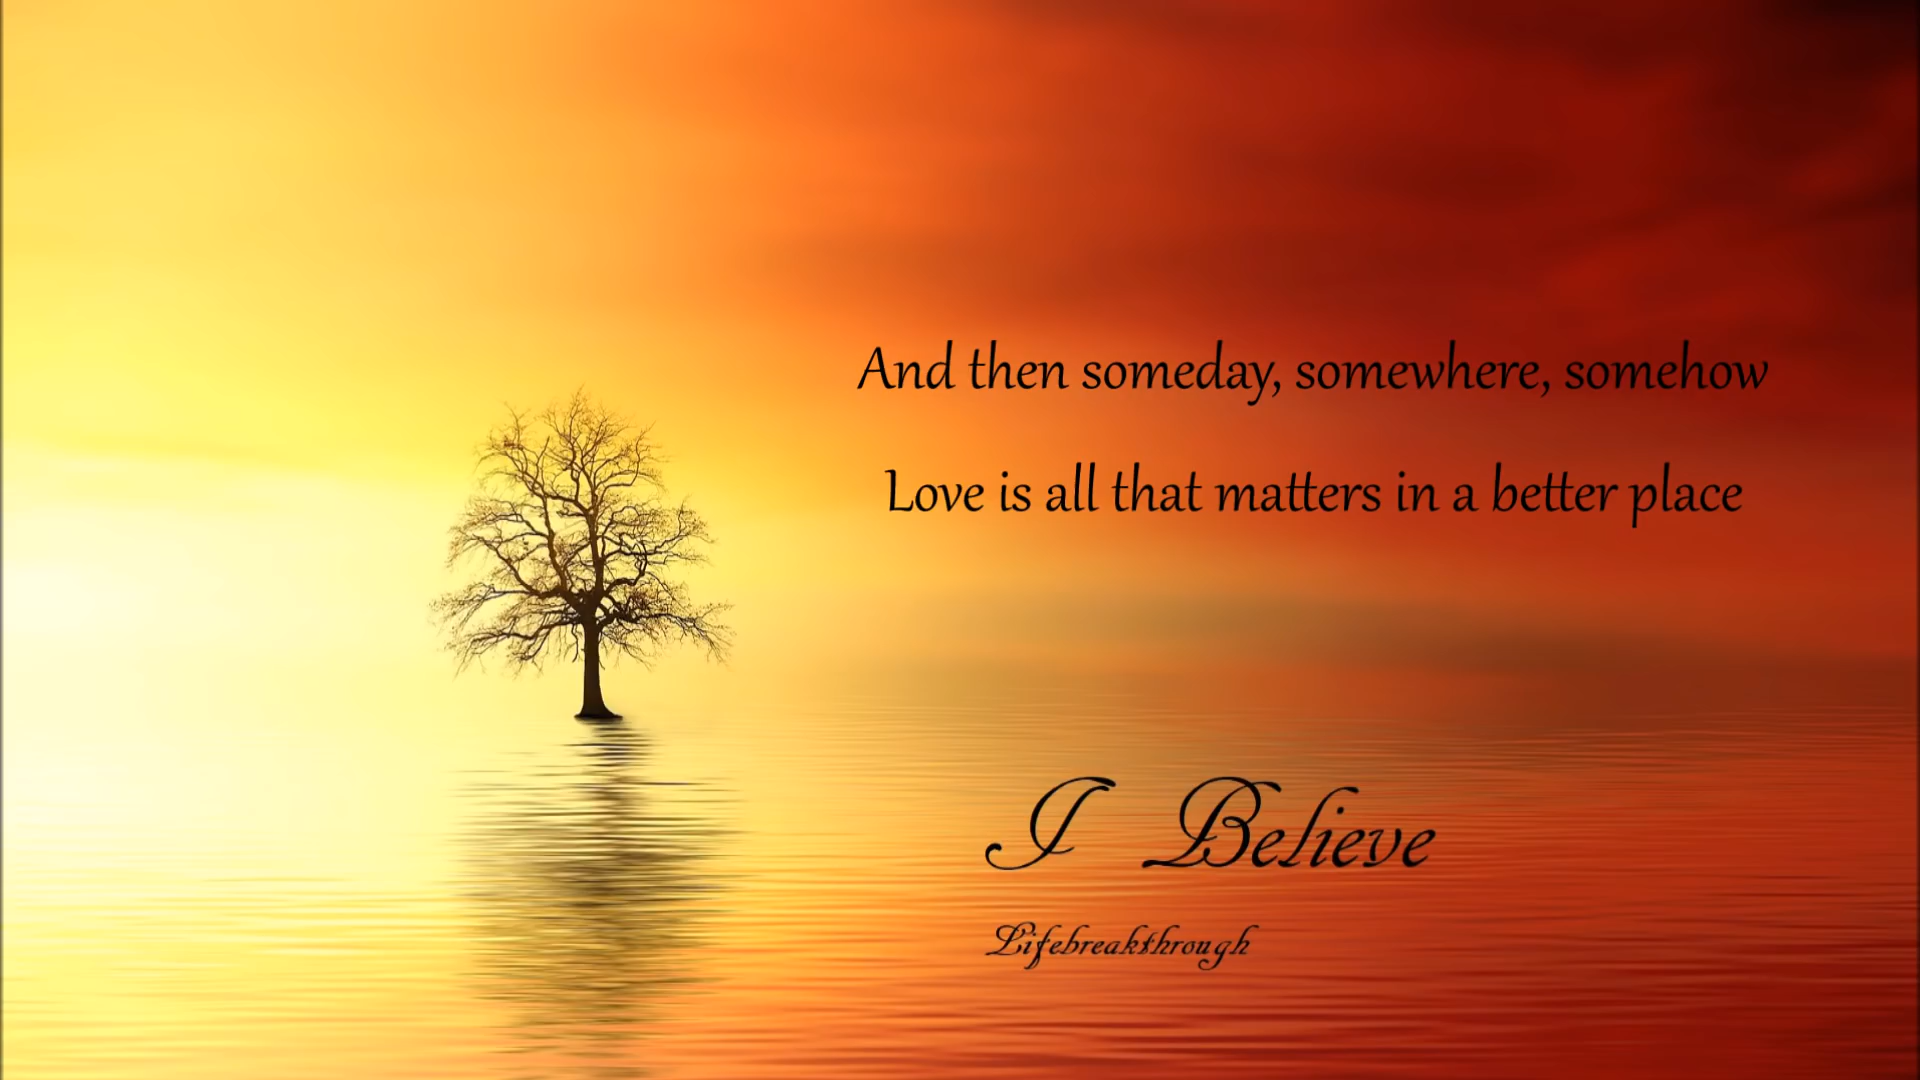 And then someday, somewhere, somehow
Love is all that matters in a better place
I Believe
Lifebreakthrough